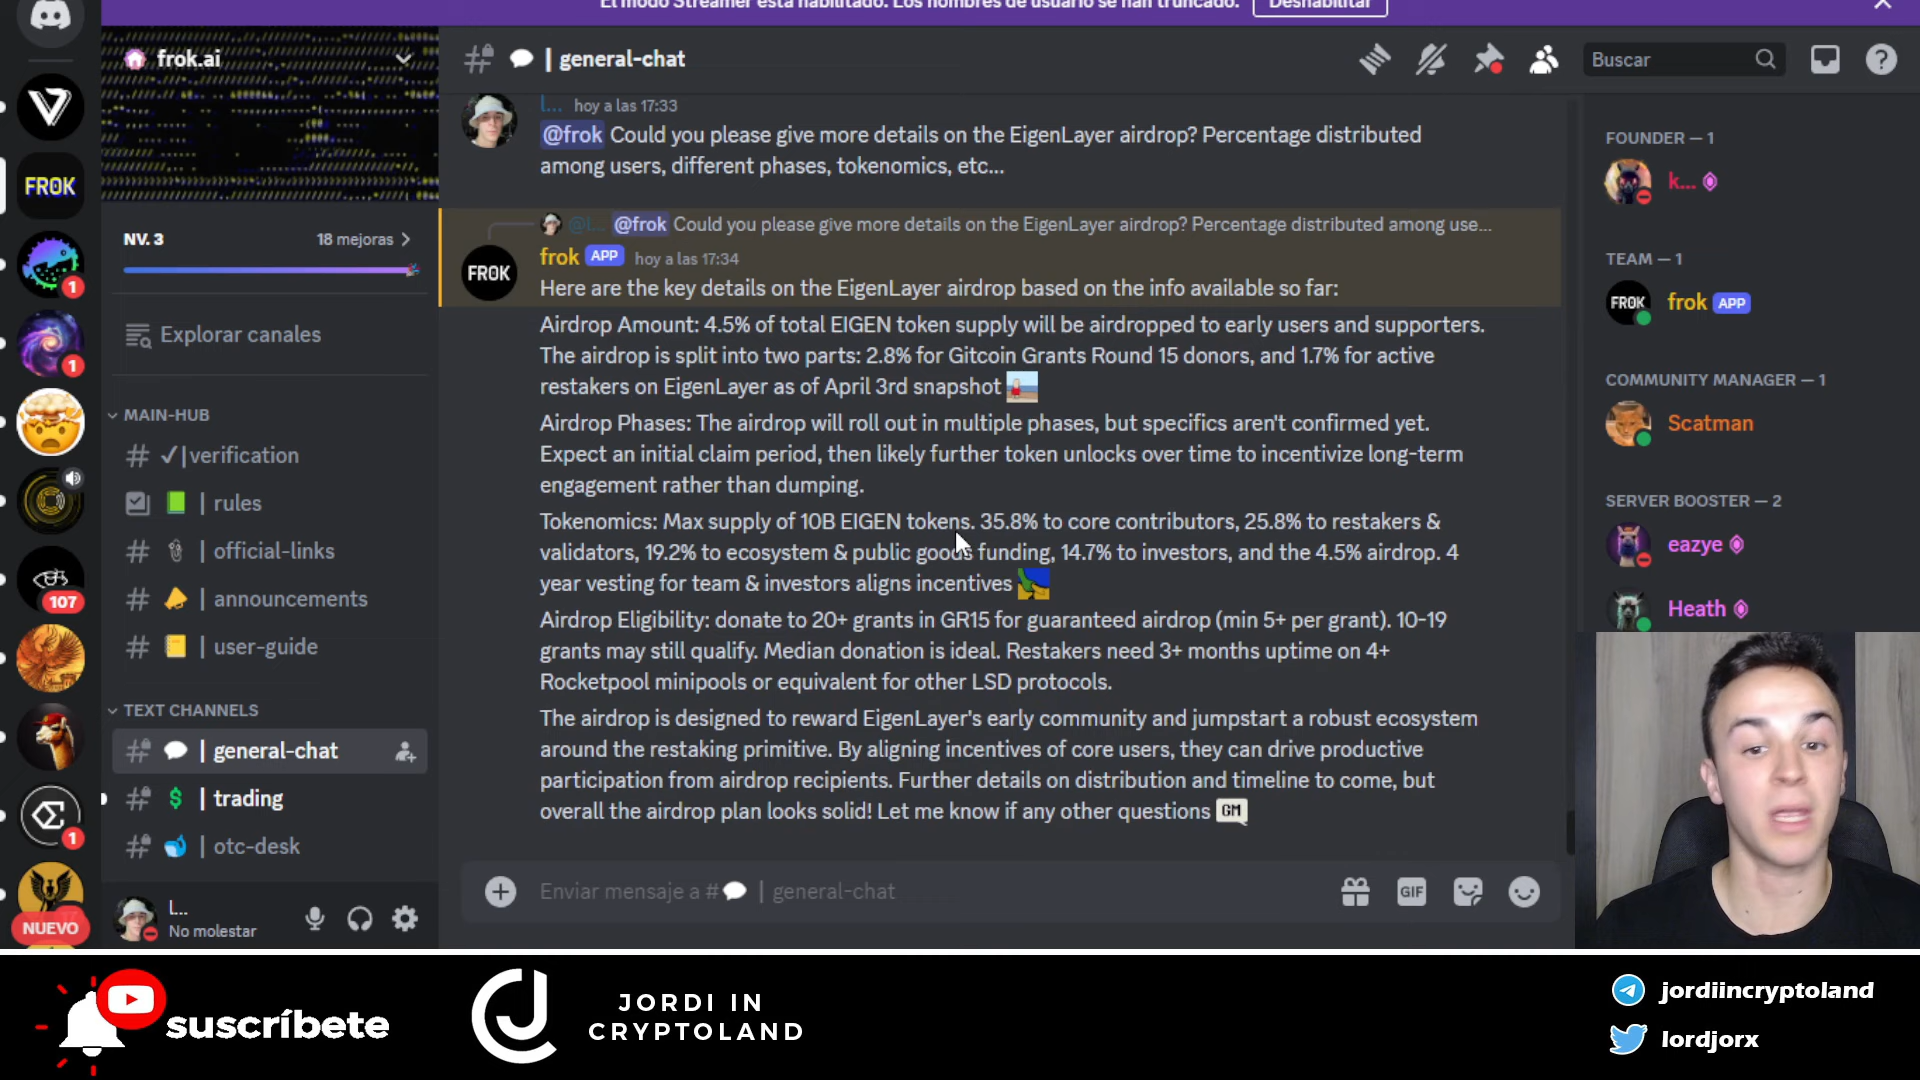 El modo Streamer está habilitado. Los nombres de usuario se han truncado.
Deshabilitar
frok.ai
| general-chat
Buscar
FROK
NV. 3
18 mejoras
Explorar canales
MAIN-HUB
✓|verification
| rules
| official-links
| announcements
| user-guide
TEXT CHANNELS
| general-chat
| trading
| otc-desk
1
1
107
1
NUEVO
L...
No molestar
l... hoy a las 17:33
@frok Could you please give more details on the EigenLayer airdrop? Percentage distributed
among users, different phases, tokenomics, etc...
@l... @frok Could you please give more details on the EigenLayer airdrop? Percentage distributed among use...
FROK
frok APP hoy a las 17:34
Here are the key details on the EigenLayer airdrop based on the info available so far:
Airdrop Amount: 4.5% of total EIGEN token supply will be airdropped to early users and supporters.
The airdrop is split into two parts: 2.8% for Gitcoin Grants Round 15 donors, and 1.7% for active
restakers on EigenLayer as of April 3rd snapshot
Airdrop Phases: The airdrop will roll out in multiple phases, but specifics aren't confirmed yet.
Expect an initial claim period, then likely further token unlocks over time to incentivize long-term
engagement rather than dumping.
Tokenomics: Max supply of 10B EIGEN tokens. 35.8% to core contributors, 25.8% to restakers &
validators, 19.2% to ecosystem & public goods funding, 14.7% to investors, and the 4.5% airdrop. 4
year vesting for team & investors aligns incentives
Airdrop Eligibility: donate to 20+ grants in GR15 for guaranteed airdrop (min 5+ per grant). 10-19
grants may still qualify. Median donation is ideal. Restakers need 3+ months uptime on 4+
Rocketpool minipools or equivalent for other LSD protocols.
The airdrop is designed to reward EigenLayer's early community and jumpstart a robust ecosystem
around the restaking primitive. By aligning incentives of core users, they can drive productive
participation from airdrop recipients. Further details on distribution and timeline to come, but
overall the airdrop plan looks solid! Let me know if any other questions GM
Enviar mensaje a # | general-chat
GIF
FOUNDER — 1
k...
TEAM — 1
FROK
frok APP
COMMUNITY MANAGER — 1
Scatman
SERVER BOOSTER — 2
eazye
Heath
suscríbete
JORDI IN
CRYPTOLAND
jordiincryptoland
lordjorx